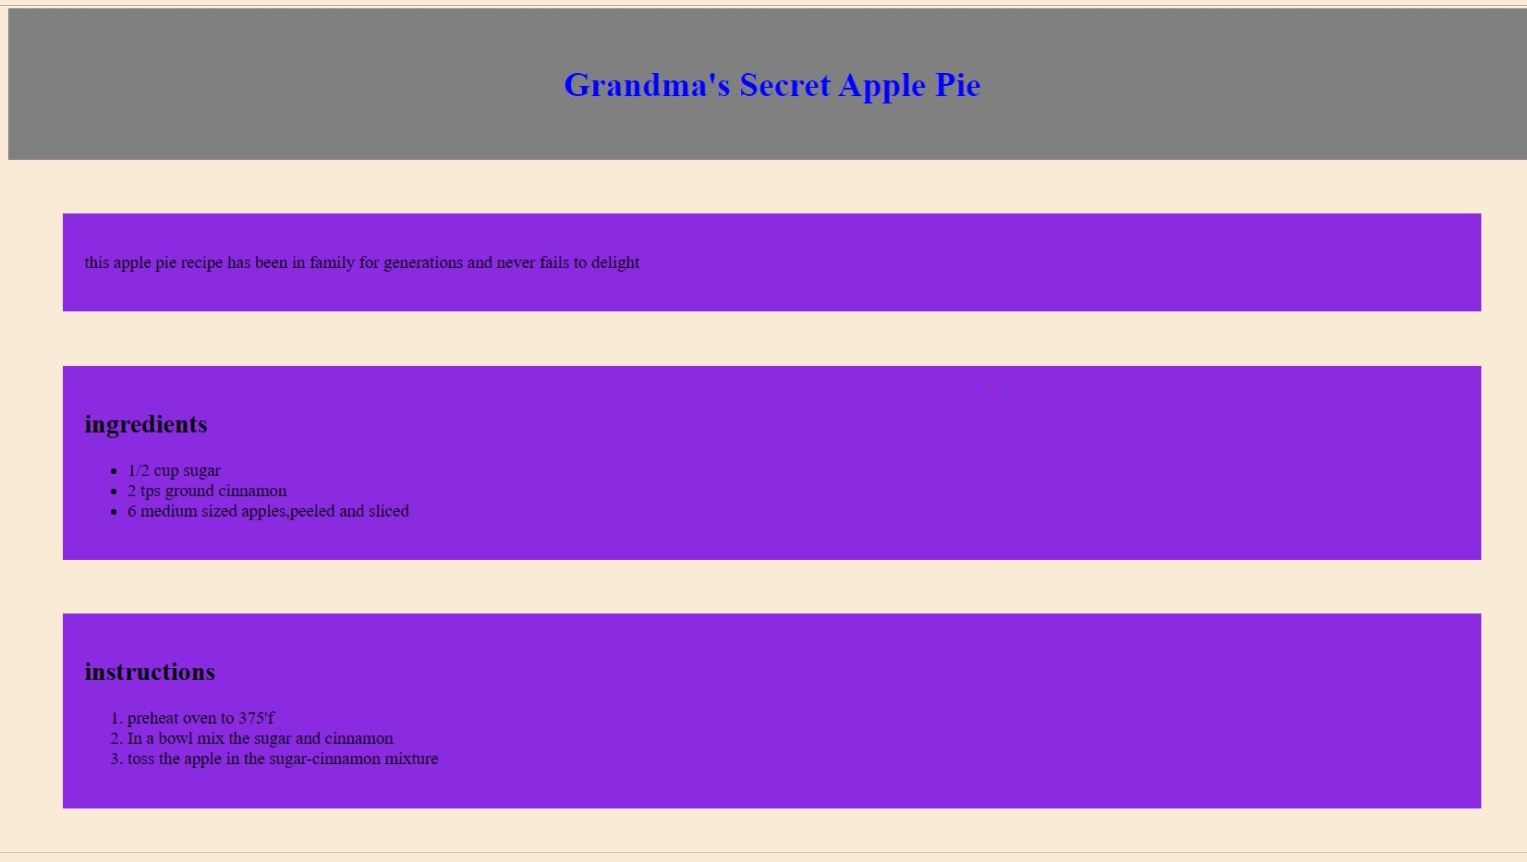 Grandma's Secret Apple Pie
this apple pie recipe has been in family for generations and never fails to delight
ingredients
• 1/2 cup sugar
• 2 tps ground cinnamon
• 6 medium sized apples,peeled and sliced
instructions
1. preheat oven to 375'f
2. In a bowl mix the sugar and cinnamon
3. toss the apple in the sugar-cinnamon mixture